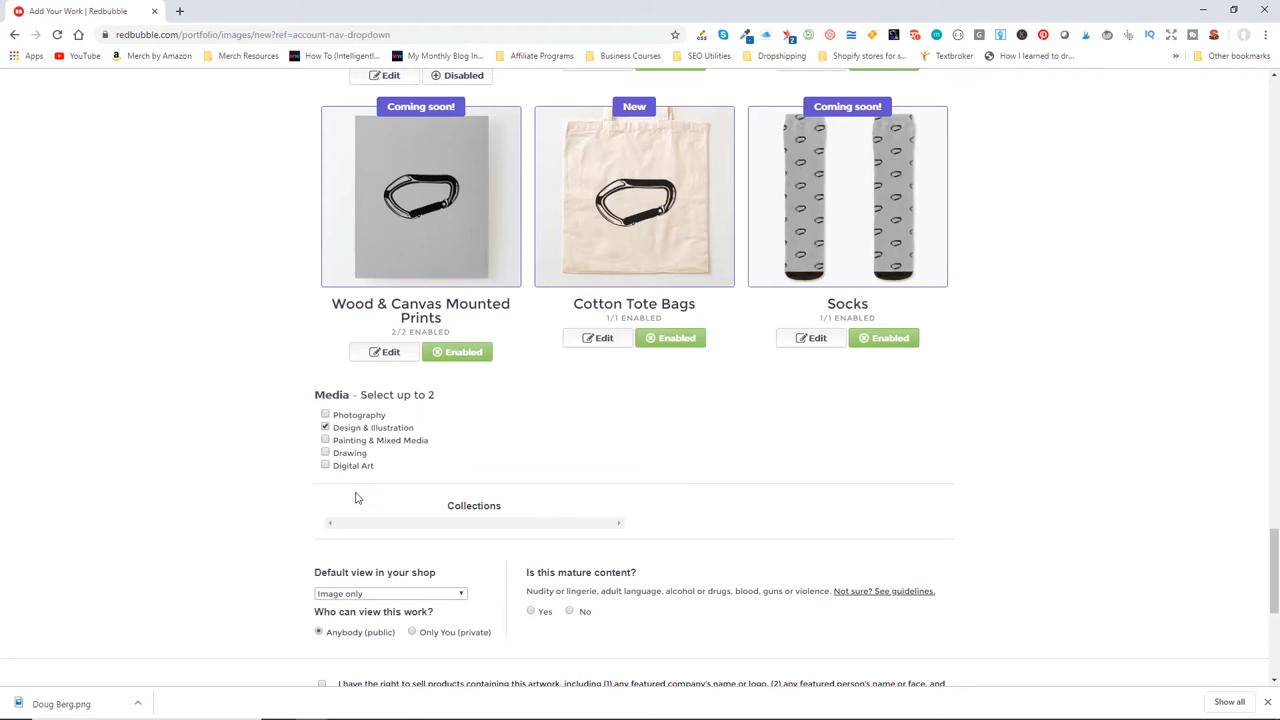 Add Your Work | Redbubble
redbubble.com/portfolio/images/new?ref=account-nav-dropdown
Apps YouTube Merch by Amazon Merch Resources How To (Intelligent... My Monthly Blog In... Affiliate Programs Business Courses SEO Utilities Dropshipping Shopify stores for s... Textbroker How I learned to dr... » Other bookmarks
Edit Disabled
Coming soon! New Coming soon!
Wood & Canvas Mounted Prints
2/2 ENABLED
Edit Enabled
Cotton Tote Bags
1/1 ENABLED
Edit Enabled
Socks
1/1 ENABLED
Edit Enabled
Media - Select up to 2
Photography
Design & Illustration
Painting & Mixed Media
Drawing
Digital Art
Collections
Default view in your shop
Image only
Who can view this work?
Anybody (public) Only You (private)
Is this mature content?
Nudity or lingerie, adult language, alcohol or drugs, blood, guns or violence. Not sure? See guidelines.
Yes No
I have the right to sell products containing this artwork, including (1) any featured company's name or logo, (2) any featured person's name or face, and
Doug Berg.png
Show all